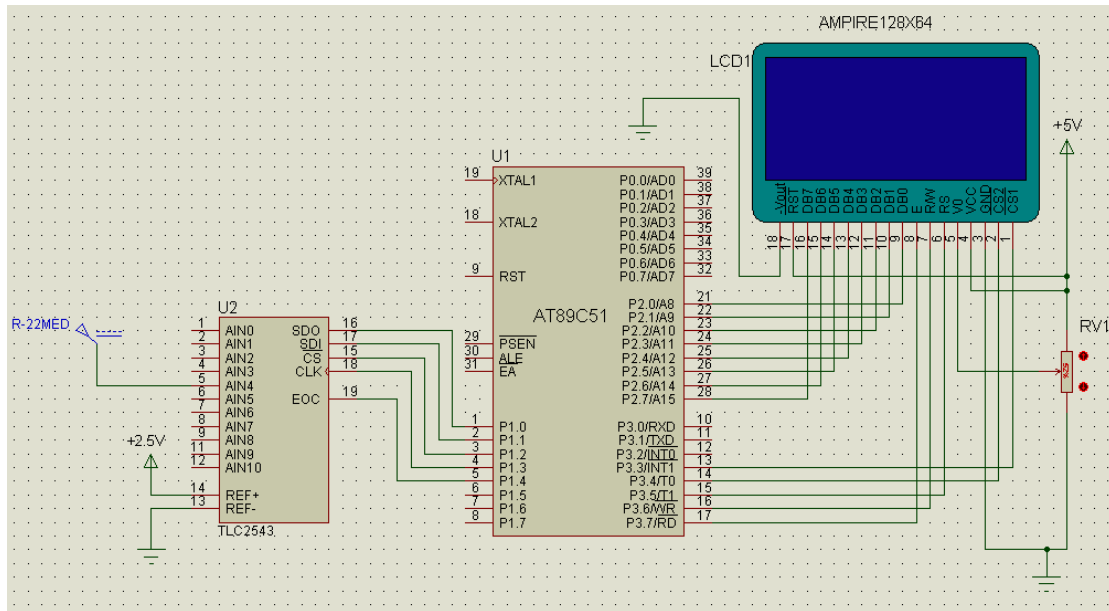 AMPIRE128X64
LCD1
+5V
-Vout
RST
DB7
DB6
DB5
DB4
DB3
DB2
DB1
DB0
E
R/W
RS
V0
VCC
GND
CS2
CS1
18
17
16
15
14
13
12
11
10
9
8
7
6
5
4
3
2
1
RV1
52%
U1
AT89C51
19 XTAL1
18 XTAL2
9 RST
29 PSEN
30 ALE
31 EA
1 P1.0
2 P1.1
3 P1.2
4 P1.3
5 P1.4
6 P1.5
7 P1.6
8 P1.7
P0.0/AD0 39
P0.1/AD1 38
P0.2/AD2 37
P0.3/AD3 36
P0.4/AD4 35
P0.5/AD5 34
P0.6/AD6 33
P0.7/AD7 32
P2.0/A8 21
P2.1/A9 22
P2.2/A10 23
P2.3/A11 24
P2.4/A12 25
P2.5/A13 26
P2.6/A14 27
P2.7/A15 28
P3.0/RXD 10
P3.1/TXD 11
P3.2/INT0 12
P3.3/INT1 13
P3.4/T0 14
P3.5/T1 15
P3.6/WR 16
P3.7/RD 17
U2
R-22MED
1 AIN0
2 AIN1
3 AIN2
4 AIN3
5 AIN4
6 AIN5
7 AIN6
8 AIN7
9 AIN8
11 AIN9
12 AIN10
14 REF+
13 REF-
SDO 16
SDI 17
CS 15
CLK 18
EOC 19
+2.5V
TLC2543